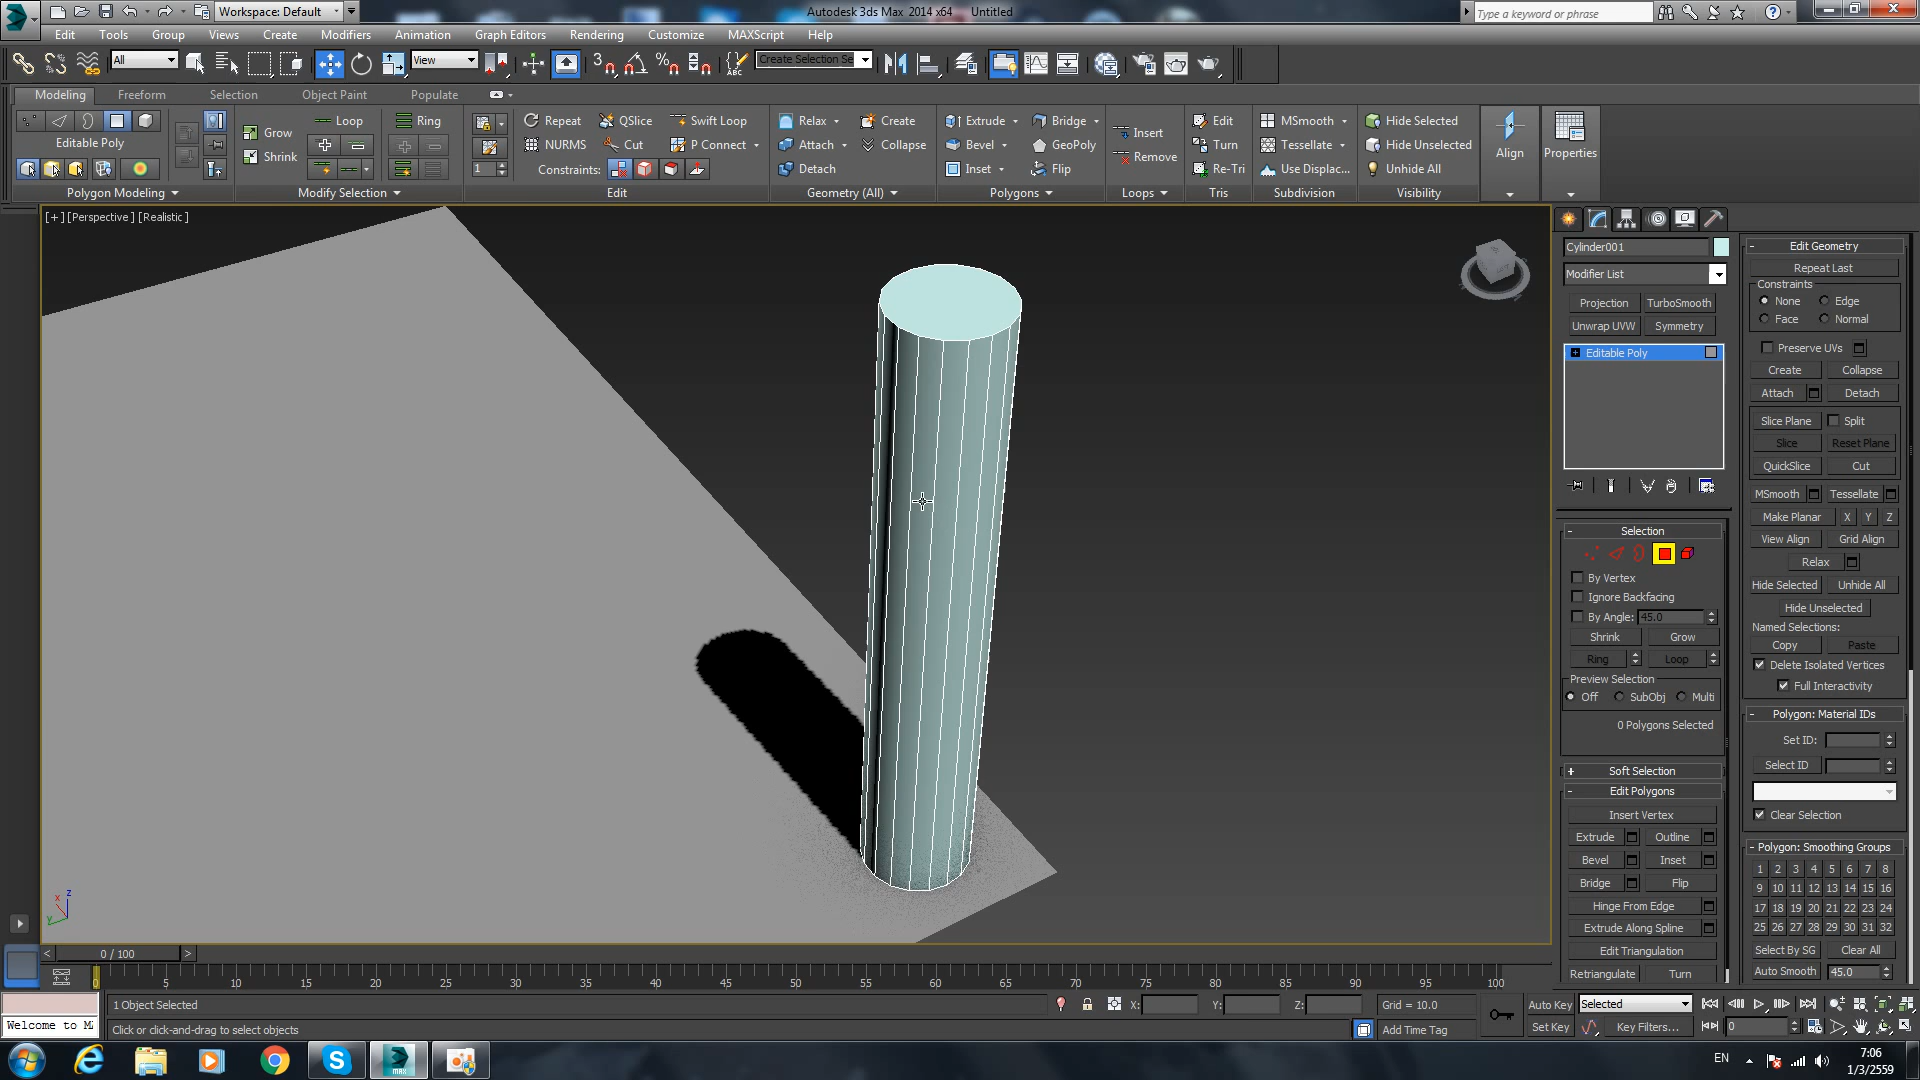 Workspace: Default
Autodesk 3ds Max 2014 x64 Untitled
Type a keyword or phrase
Edit Tools Group Views Create Modifiers Animation Graph Editors Rendering Customize MAXScript Help
All
View
3
ABC
Create Selection Se
Modeling Freeform Selection Object Paint Populate
Grow
Loop
Ring
Repeat QSlice Swift Loop
Relax
Create
Extrude
Bridge
Insert
Edit
MSmooth
Hide Selected
Editable Poly
Shrink
NURMS Cut P Connect
Attach
Collapse
Bevel
GeoPoly
Remove
Turn
Tessellate
Hide Unselected
Align
Properties
1
Constraints:
Detach
Inset
Flip
Re-Tri
Use Displac...
Unhide All
Polygon Modeling
Modify Selection
Edit
Geometry (All)
Polygons
Loops
Tris
Subdivision
Visibility
[+] [Perspective] [Realistic]
Cylinder001
Modifier List
Projection TurboSmooth
Unwrap UVW Symmetry
Editable Poly
Selection
By Vertex
Ignore Backfacing
By Angle: 45.0
Shrink Grow
Ring Loop
Preview Selection
Off SubObj Multi
0 Polygons Selected
+ Soft Selection
- Edit Polygons
Insert Vertex
Extrude Outline
Bevel Inset
Bridge Flip
Hinge From Edge
Extrude Along Spline
Edit Triangulation
Retriangulate Turn
- Edit Geometry
Repeat Last
Constraints
None Edge
Face Normal
Preserve UVs
Create Collapse
Attach Detach
Slice Plane Split
Slice Reset Plane
QuickSlice Cut
MSmooth Tessellate
Make Planar X Y Z
View Align Grid Align
Relax
Hide Selected Unhide All
Hide Unselected
Named Selections:
Copy Paste
Delete Isolated Vertices
Full Interactivity
- Polygon: Material IDs
Set ID:
Select ID
Clear Selection
- Polygon: Smoothing Groups
1 2 3 4 5 6 7 8
9 10 11 12 13 14 15 16
17 18 19 20 21 22 23 24
25 26 27 28 29 30 31 32
Select By SG Clear All
Auto Smooth 45.0
z
x
y
< 0 / 100 >
0 5 10 15 20 25 30 35 40 45 50 55 60 65 70 75 80 85 90 95 100
1 Object Selected
X: Y: Z: Grid = 10.0
Auto Key Selected
Welcome to M
Click or click-and-drag to select objects
Add Time Tag
Set Key Key Filters...
0
MAX
EN
7:06
1/3/2559